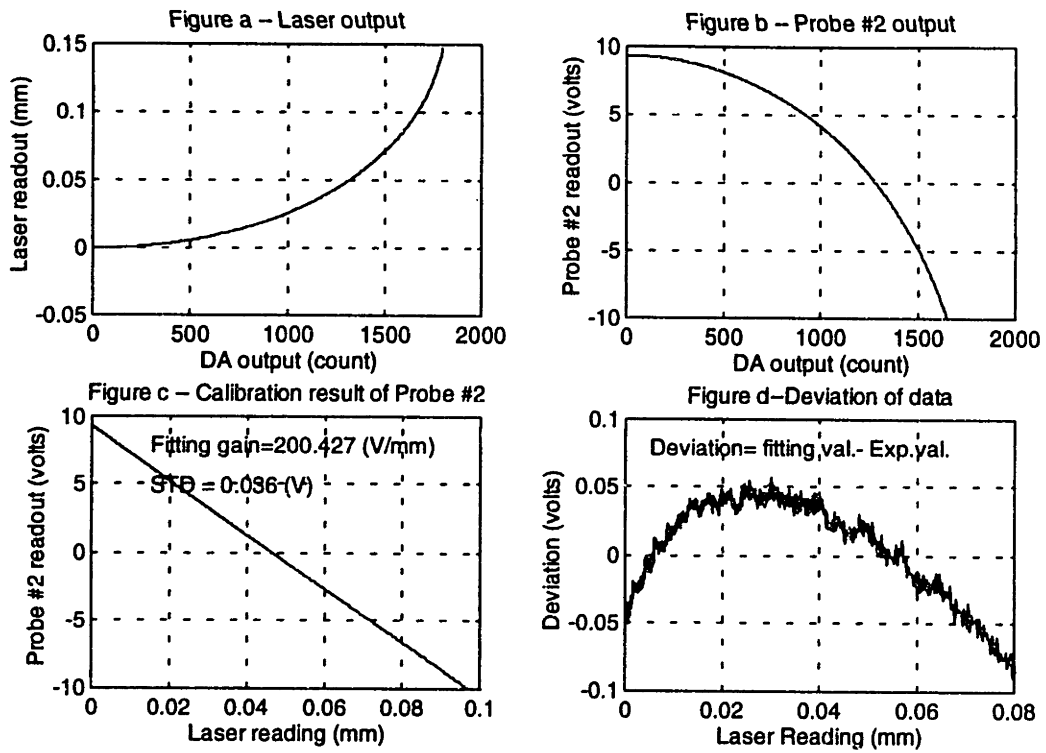 Figure a – Laser output
Laser readout (mm)
0.15
0.1
0.05
0
-0.05
0
500
1000
1500
2000
DA output (count)
Figure b – Probe #2 output
Probe #2 readout (volts)
10
5
0
-5
-10
0
500
1000
1500
2000
DA output (count)
Figure c – Calibration result of Probe #2
Probe #2 readout (volts)
10
5
0
-5
-10
Fitting gain=200.427 (V/mm)
STD = 0.036 (V)
0
0.02
0.04
0.06
0.08
0.1
Laser reading (mm)
Figure d–Deviation of data
Deviation (volts)
0.1
0.05
0
-0.05
-0.1
Deviation= fitting val.- Exp.val.
0
0.02
0.04
0.06
0.08
Laser Reading (mm)